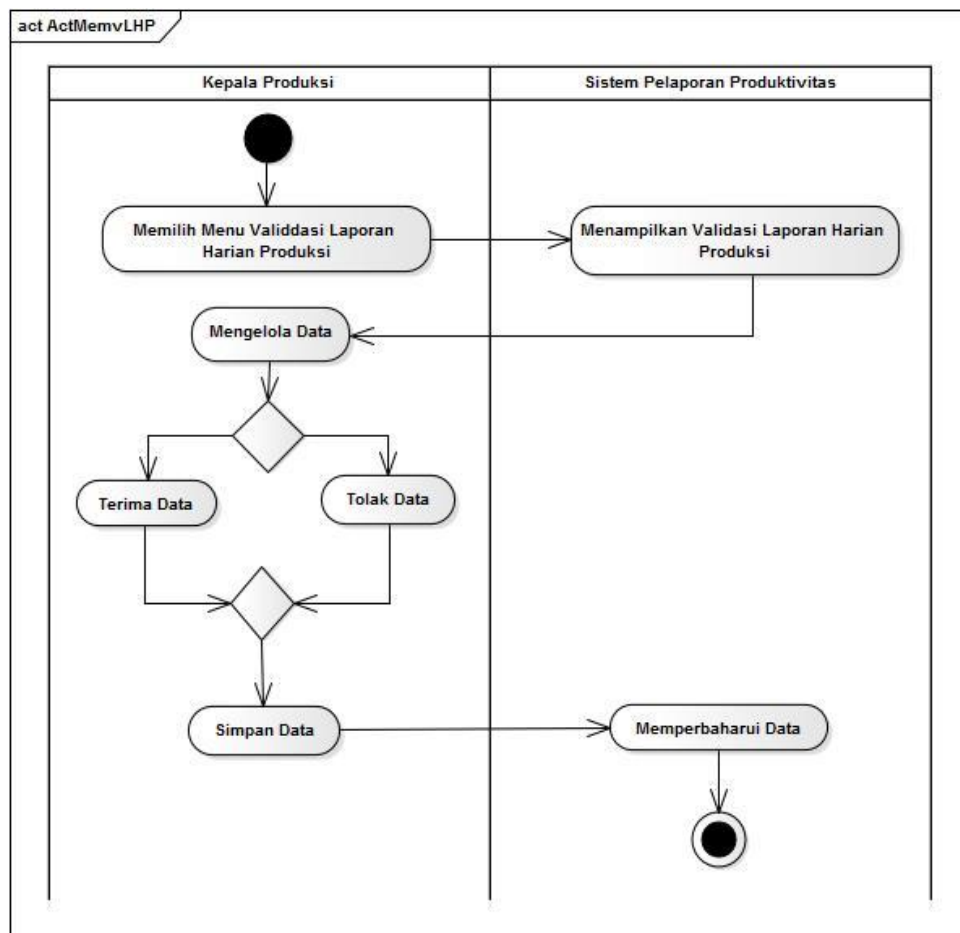 act ActMemvLHP
Kepala Produksi
Sistem Pelaporan Produktivitas
Memilih Menu Validdasi Laporan
Harian Produksi
Menampilkan Validasi Laporan Harian
Produksi
Mengelola Data
Terima Data
Tolak Data
Simpan Data
Memperbaharui Data